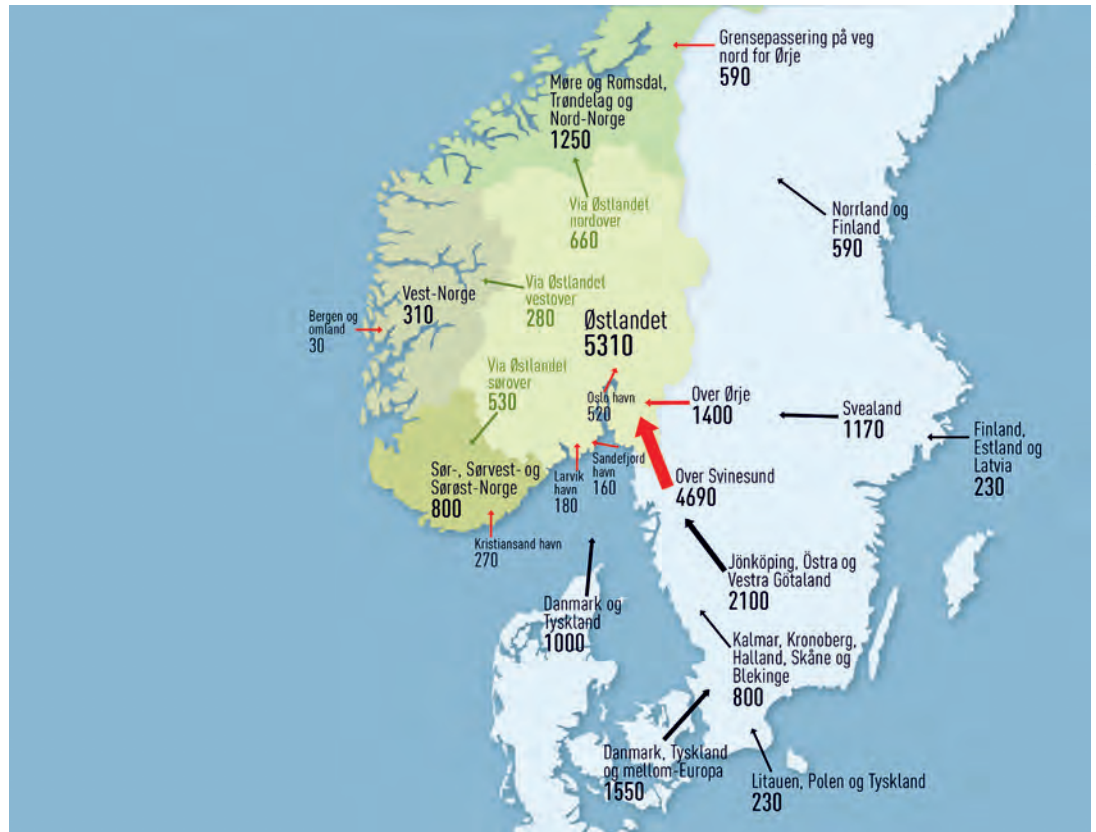 Grensepassering på veg
nord for Ørje
590
Møre og Romsdal,
Trøndelag og
Nord-Norge
1250
Via Østlandet
nordover
660
Norrland og
Finland
590
Via Østlandet
vestover
280
Vest-Norge
310
Bergen og
omland
30
Østlandet
5310
Via Østlandet
sørover
530
Oslo havn
520
Over Ørje
1400
Svealand
1170
Finland,
Estland og
Latvia
230
Sør-, Sørvest- og
Sørøst-Norge
800
Larvik
havn
180
Sandefjord
havn
160
Over Svinesund
4690
Kristiansand havn
270
Jönköping, Östra og
Vestra Götaland
2100
Danmark og
Tyskland
1000
Kalmar, Kronoberg,
Halland, Skåne og
Blekinge
800
Danmark, Tyskland
og mellom-Europa
1550
Litauen, Polen og Tyskland
230